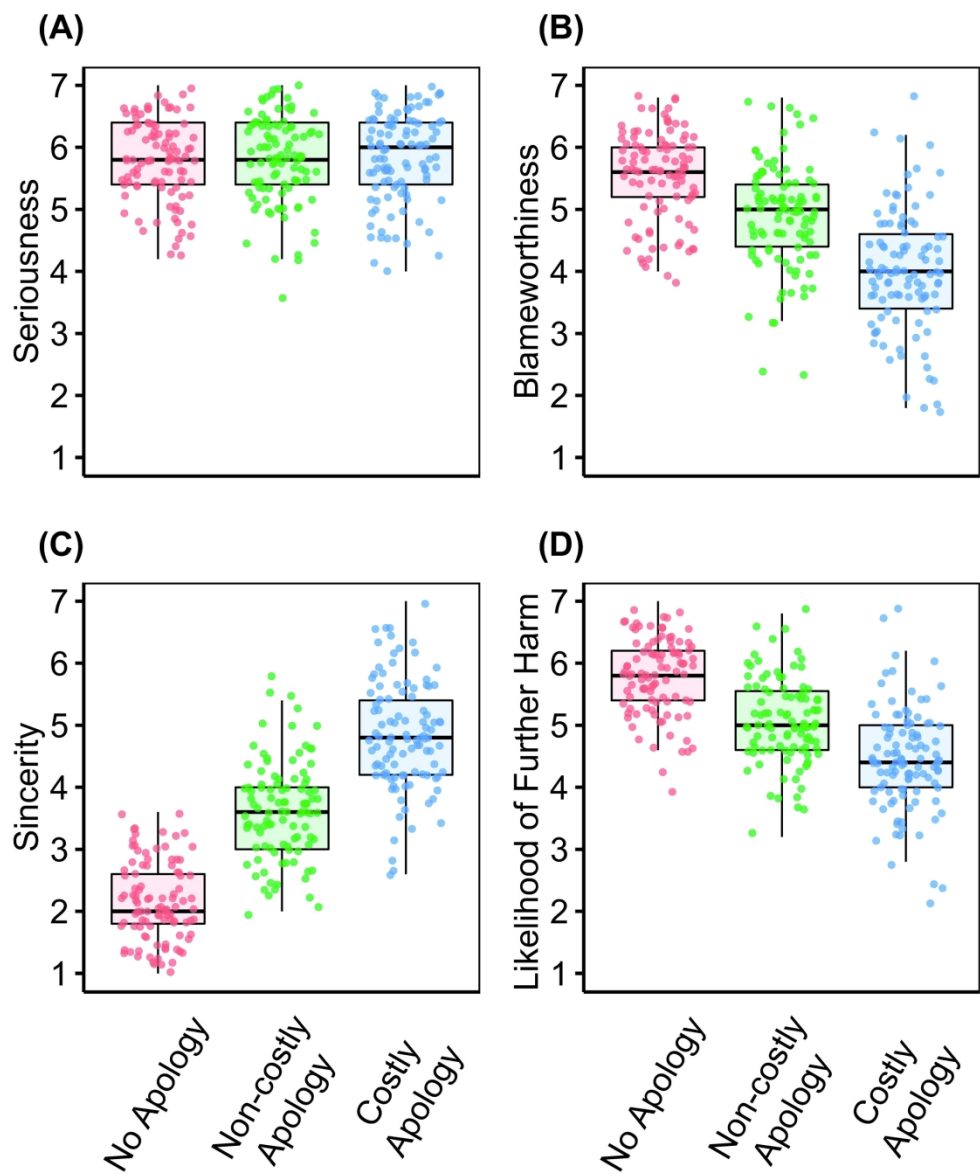 (A)
(B)
7
6
5
4
3
2
1
Seriousness
7
6
5
4
3
2
1
Blameworthiness
(C)
(D)
7
6
5
4
3
2
1
Sincerity
7
6
5
4
3
2
1
Likelihood of Further Harm
No Apology
Non-costly
Apology
Costly
Apology
No Apology
Non-costly
Apology
Costly
Apology